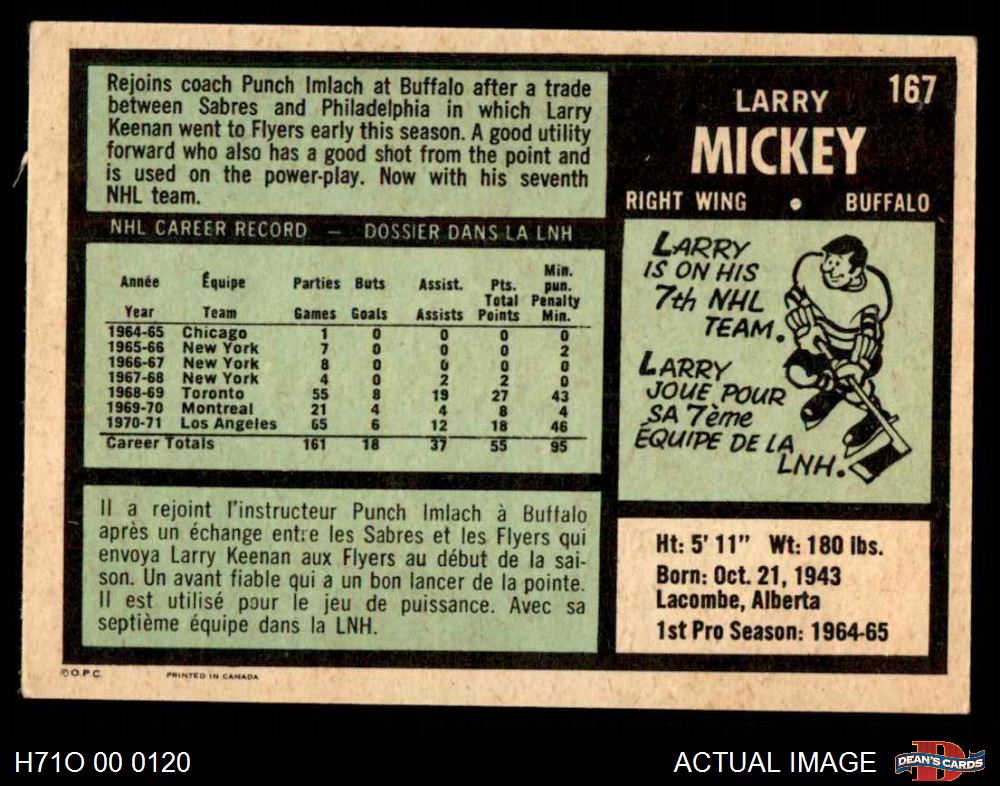 Rejoins coach Punch Imlach at Buffalo after a trade
between Sabres and Philadelphia in which Larry
Keenan went to Flyers early this season. A good utility
forward who also has a good shot from the point and
is used on the power-play. Now with his seventh
NHL team.
167
LARRY
MICKEY
RIGHT WING • BUFFALO
NHL CAREER RECORD — DOSSIER DANS LA LNH
Année Équipe Parties Buts Assist. Pts. Total Min. pun. Penalty
Year Team Games Goals Assists Points Min.
1964-65 Chicago 1 0 0 0 0
1965-66 New York 7 0 0 0 2
1966-67 New York 8 0 0 0 0
1967-68 New York 4 0 2 2 0
1968-69 Toronto 55 8 19 27 43
1969-70 Montreal 21 4 4 8 4
1970-71 Los Angeles 65 6 12 18 46
Career Totals 161 18 37 55 95
LARRY
IS ON HIS
7th NHL
TEAM.
LARRY
JOUE POUR
SA 7ème
ÉQUIPE DE LA
LNH.
Il a rejoint l'instructeur Punch Imlach à Buffalo
après un échange entre les Sabres et les Flyers qui
envoya Larry Keenan aux Flyers au début de la sai-
son. Un avant fiable qui a un bon lancer de la pointe.
Il est utilisé pour le jeu de puissance. Avec sa
septième équipe dans la LNH.
Ht: 5' 11" Wt: 180 lbs.
Born: Oct. 21, 1943
Lacombe, Alberta
1st Pro Season: 1964-65
© O.P.C. PRINTED IN CANADA
H71O 00 0120
ACTUAL IMAGE
D
DEAN'S CARDS